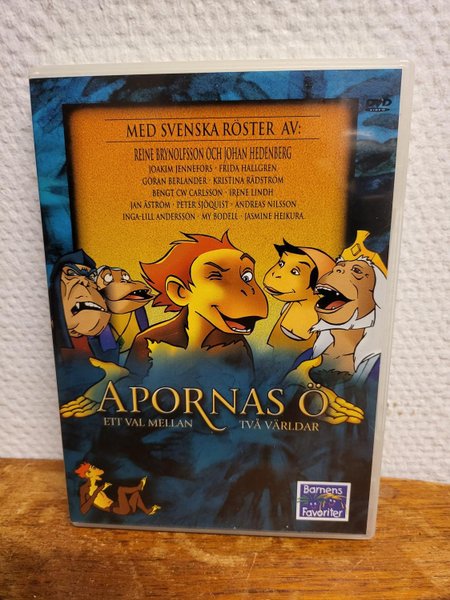 DVD
VIDEO
MED SVENSKA RÖSTER AV:
REINE BRYNOLFSSON OCH JOHAN HEDENBERG
JOAKIM JENNEFORS · FRIDA HALLGREN
GÖRAN BERLANDER · KRISTINA RÅDSTRÖM
BENGT CW CARLSSON · IRENE LINDH
JAN ÅSTRÖM · PETER SJÖQUIST · ANDREAS NILSSON
INGA-LILL ANDERSSON · MY BODELL · JASMINE HEIKURA
APORNAS Ö
ETT VAL MELLAN TVÅ VÄRLDAR
Barnens
Favoriter